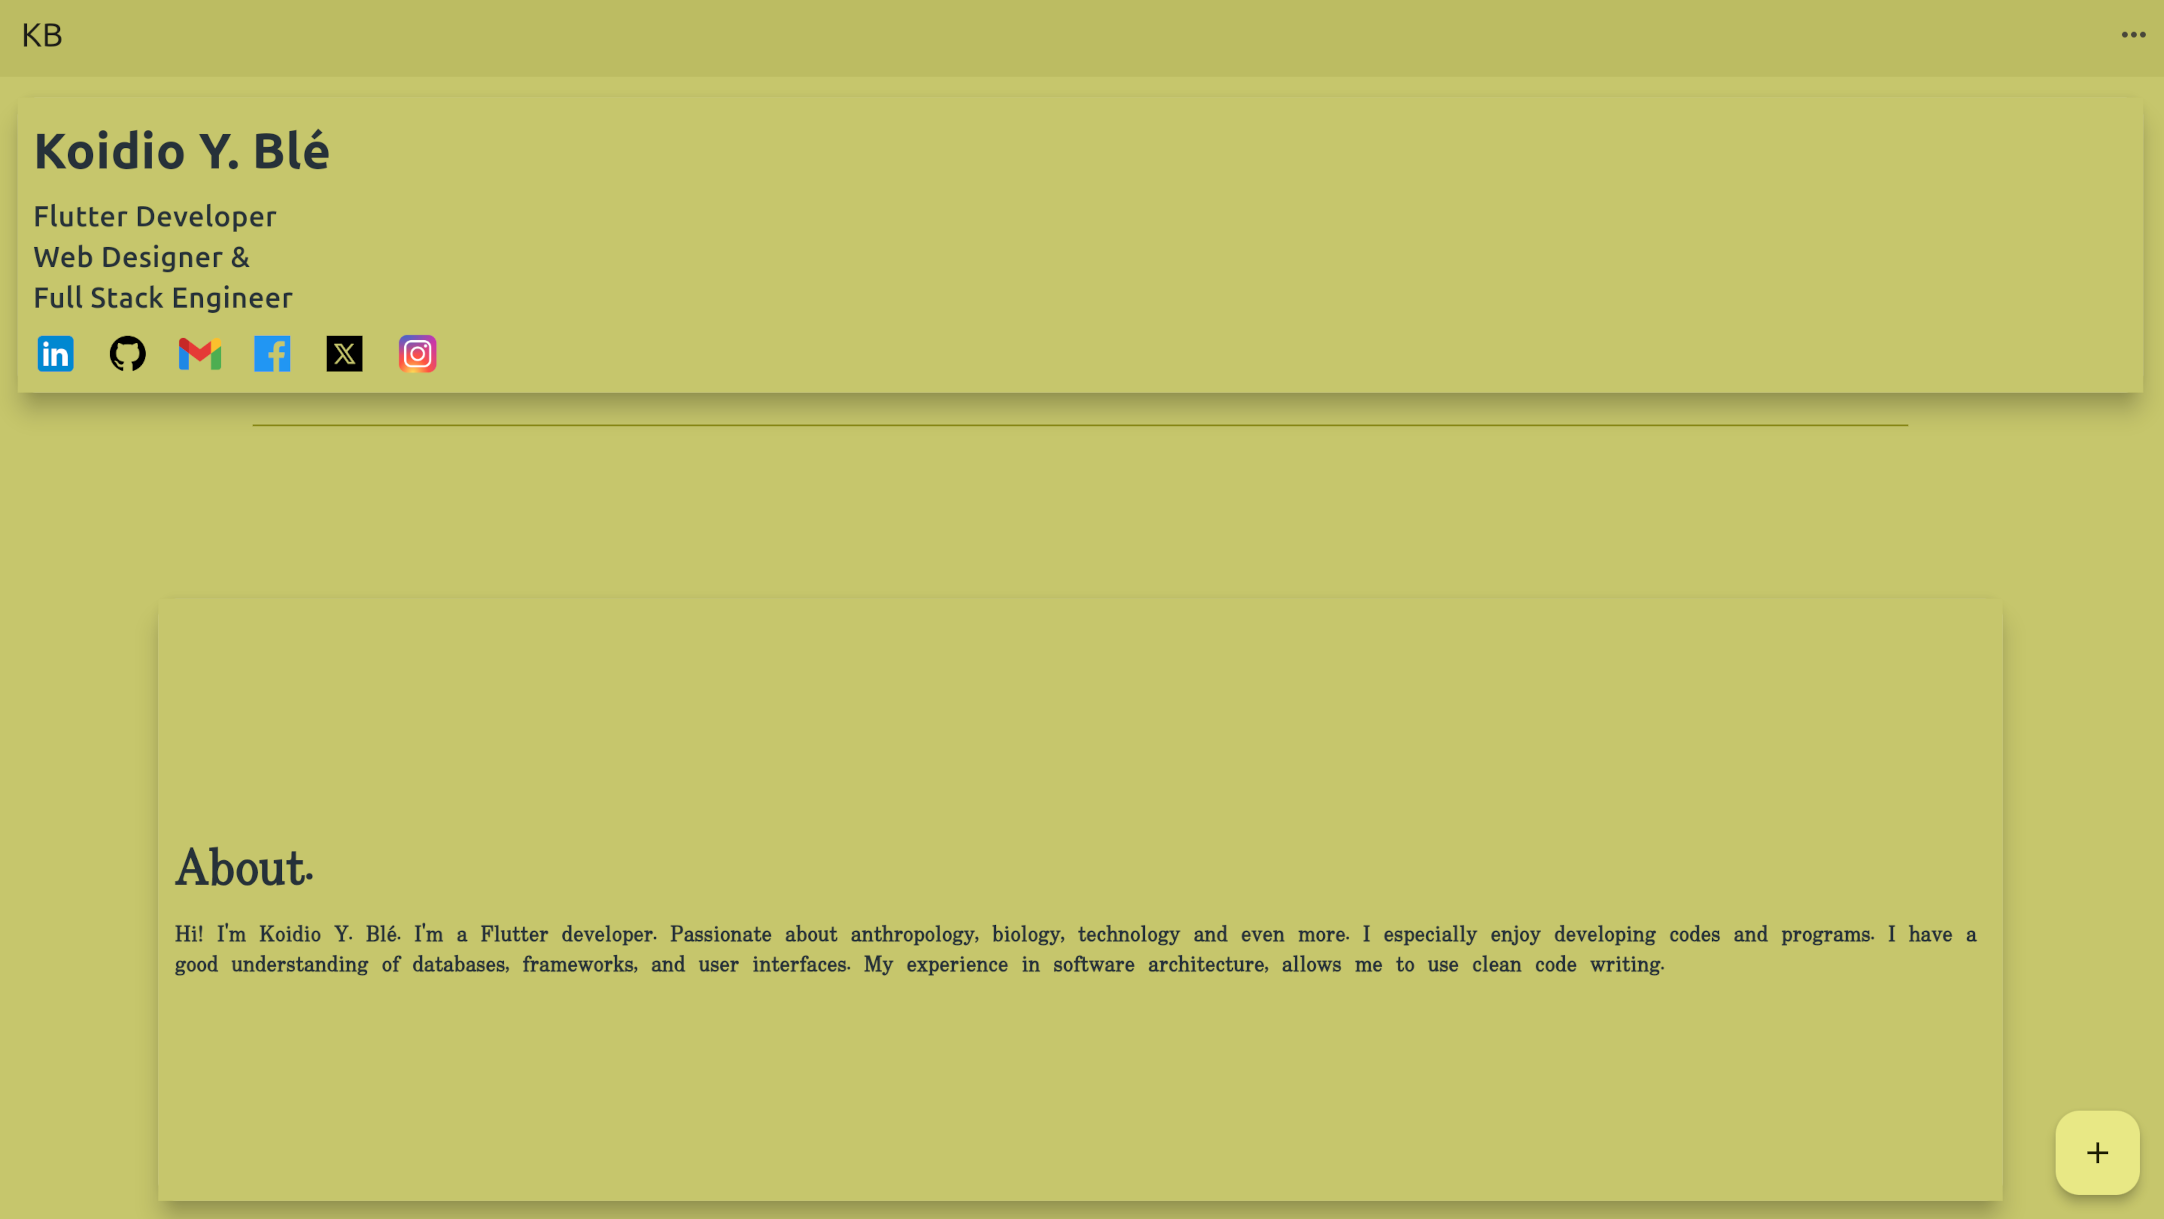 KB
Koidio Y. Blé
Flutter Developer
Web Designer &
Full Stack Engineer
About.
Hi! I'm Koidio Y. Blé. I'm a Flutter developer. Passionate about anthropology, biology, technology and even more. I especially enjoy developing codes and programs. I have a
good understanding of databases, frameworks, and user interfaces. My experience in software architecture, allows me to use clean code writing.